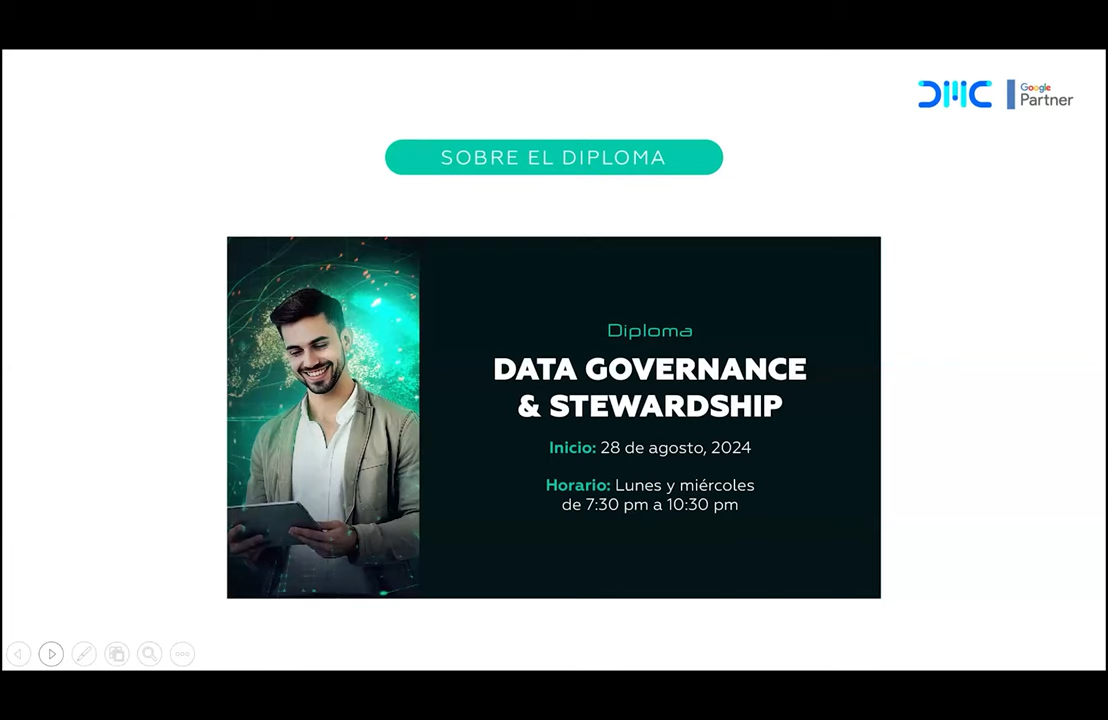 DMC
Google
Partner
SOBRE EL DIPLOMA
Diploma
DATA GOVERNANCE
& STEWARDSHIP
Inicio: 28 de agosto, 2024
Horario: Lunes y miércoles
de 7:30 pm a 10:30 pm